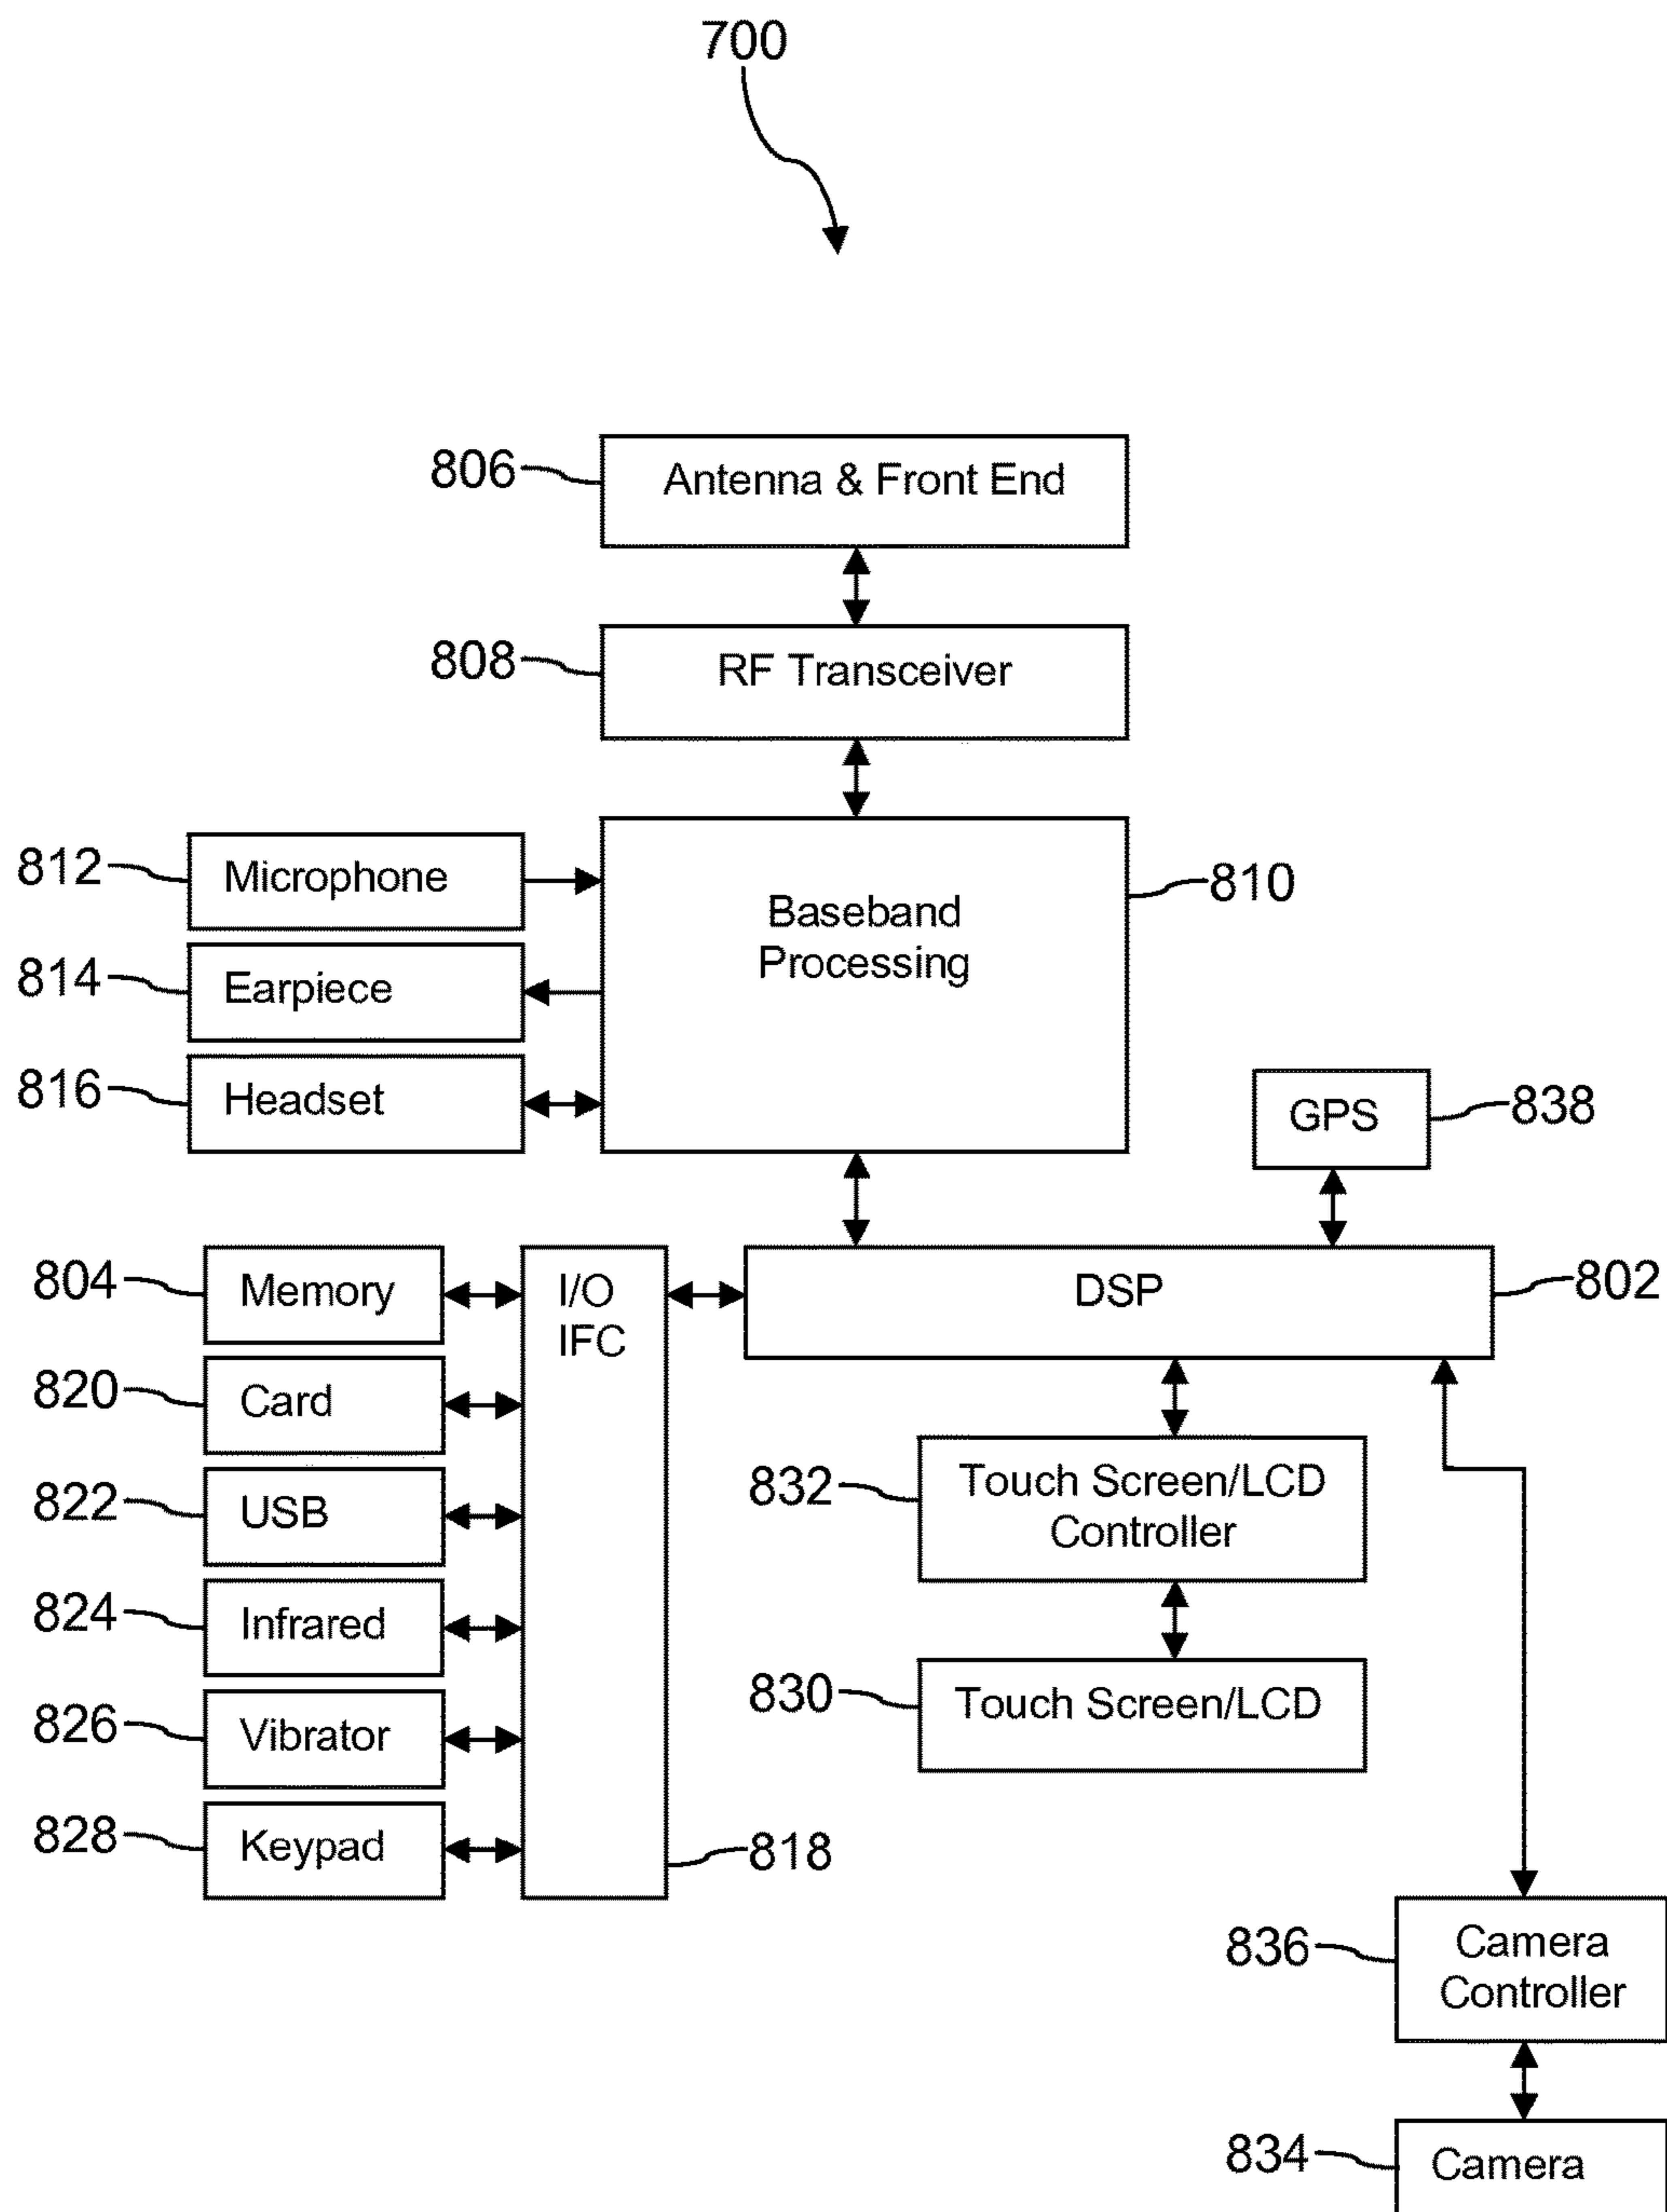 700
806
Antenna & Front End
808
RF Transceiver
812
Microphone
Baseband
Processing
810
814
Earpiece
816
Headset
GPS
838
804
Memory
I/O
IFC
DSP
802
820
Card
822
USB
832
Touch Screen/LCD
Controller
824
Infrared
830
Touch Screen/LCD
826
Vibrator
828
Keypad
818
836
Camera
Controller
834
Camera